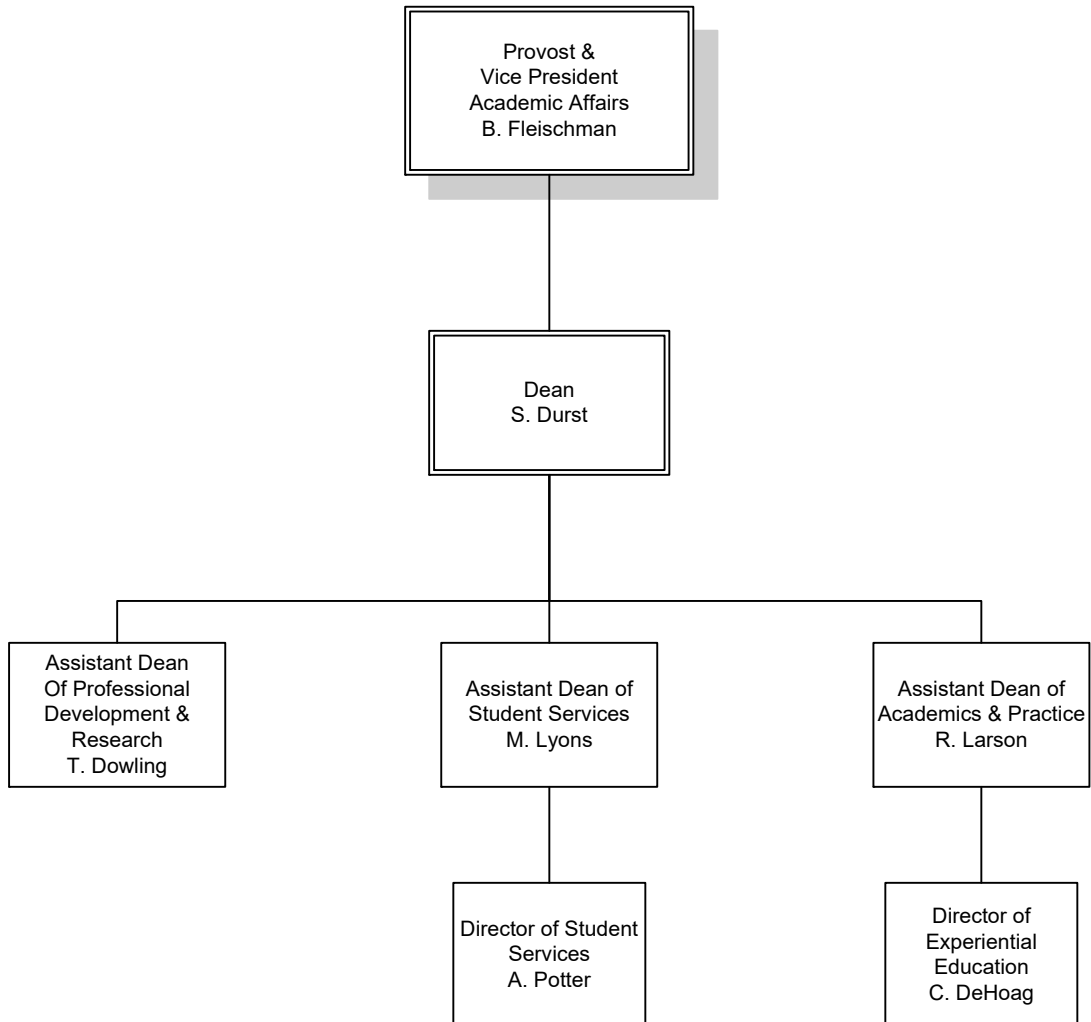 Provost &
Vice President
Academic Affairs
B. Fleischman
Dean
S. Durst
Assistant Dean
Of Professional
Development &
Research
T. Dowling
Assistant Dean of
Student Services
M. Lyons
Assistant Dean of
Academics & Practice
R. Larson
Director of Student
Services
A. Potter
Director of
Experiential
Education
C. DeHoag